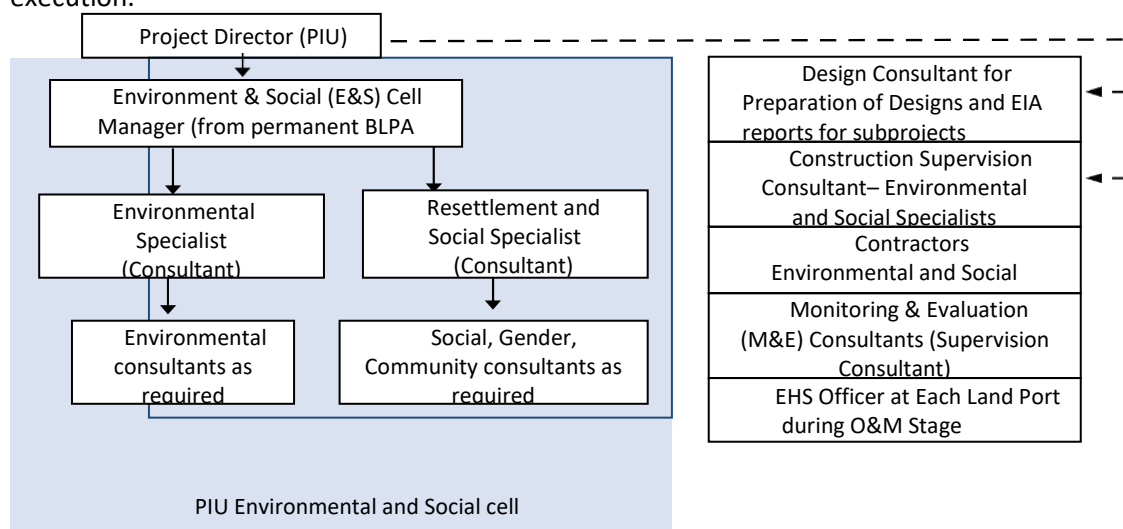 execution.
Project Director (PIU)
Environment & Social (E&S) Cell
Manager (from permanent BLPA
Environmental
Specialist
(Consultant)
Resettlement and
Social Specialist
(Consultant)
Environmental
consultants as
required
Social, Gender,
Community consultants as
required
PIU Environmental and Social cell
Design Consultant for
Preparation of Designs and EIA
reports for subprojects
Construction Supervision
Consultant– Environmental
and Social Specialists
Contractors
Environmental and Social
Monitoring & Evaluation
(M&E) Consultants (Supervision
Consultant)
EHS Officer at Each Land Port
during O&M Stage